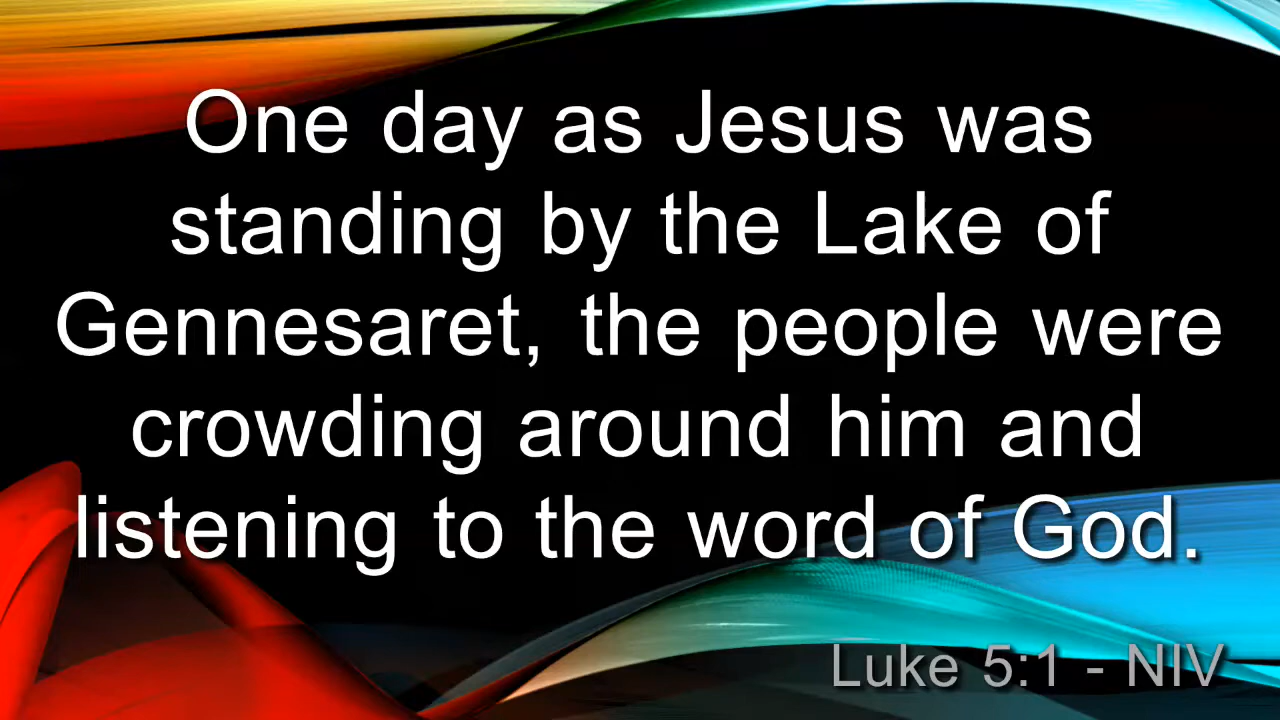 One day as Jesus was
standing by the Lake of
Gennesaret, the people were
crowding around him and
listening to the word of God.
Luke 5:1 - NIV